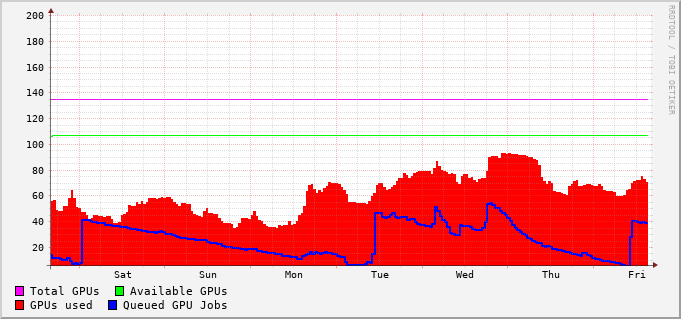 200
180
160
140
120
100
80
60
40
20
Sat Sun Mon Tue Wed Thu Fri
Total GPUs Available GPUs
GPUs used Queued GPU Jobs
RRDTOOL / TOBI OETIKER